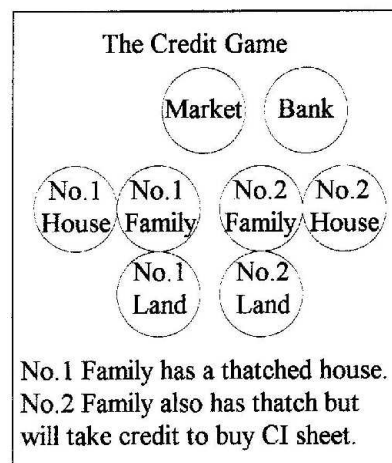 The Credit Game
Market Bank
No.1 House No.1 Family No.2 Family No.2 House
No.1 Land No.2 Land
No.1 Family has a thatched house.
No.2 Family also has thatch but
will take credit to buy CI sheet.